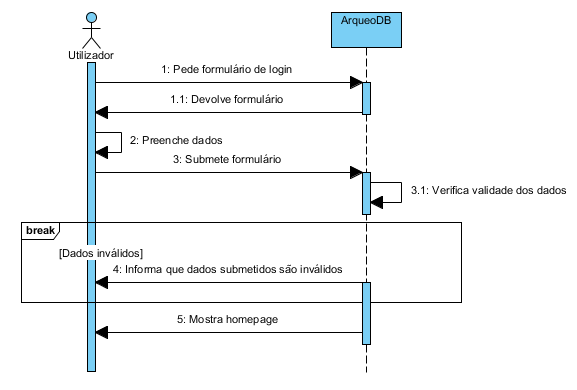 ArqueoDB
Utilizador
1: Pede formulário de login
1.1: Devolve formulário
2: Preenche dados
3: Submete formulário
3.1: Verifica validade dos dados
break
[Dados inválidos]
4: Informa que dados submetidos são inválidos
5: Mostra homepage